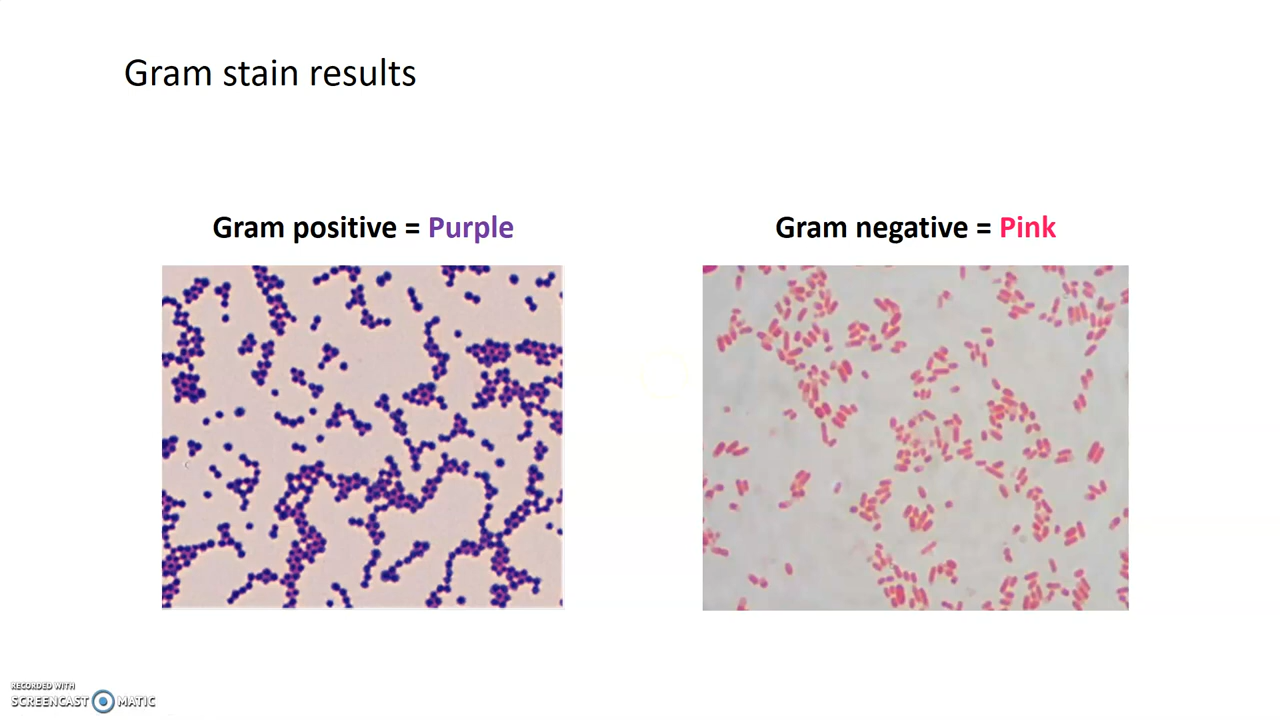 Gram stain results
Gram positive = Purple
Gram negative = Pink
RECORDED WITH
SCREENCAST MATIC